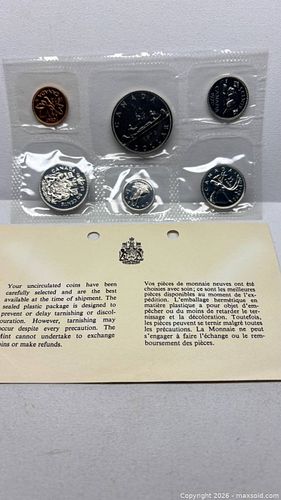 CANADA
CANADA
Your uncirculated coins have been
carefully selected and are the best
available at the time of shipment. The
sealed plastic package is designed to
prevent or delay tarnishing or discol-
ouration. However, tarnishing may
occur despite every precaution. The
Mint cannot undertake to exchange
ins or make refunds.
Vos pièces de monnaie neuves ont été
choisies avec soin; ce sont les meilleures
pièces disponibles au moment de l'ex-
pédition. L'emballage hermétique en
matière plastique a pour objet d'em-
pêcher ou du moins de retarder le ter-
nissage et la décoloration. Toutefois,
les pièces peuvent se ternir malgré toutes
les précautions. La Monnaie ne peut
s'engager à faire l'échange ou le rem-
boursement des pièces.
Copyright 2026 - maxsold.com